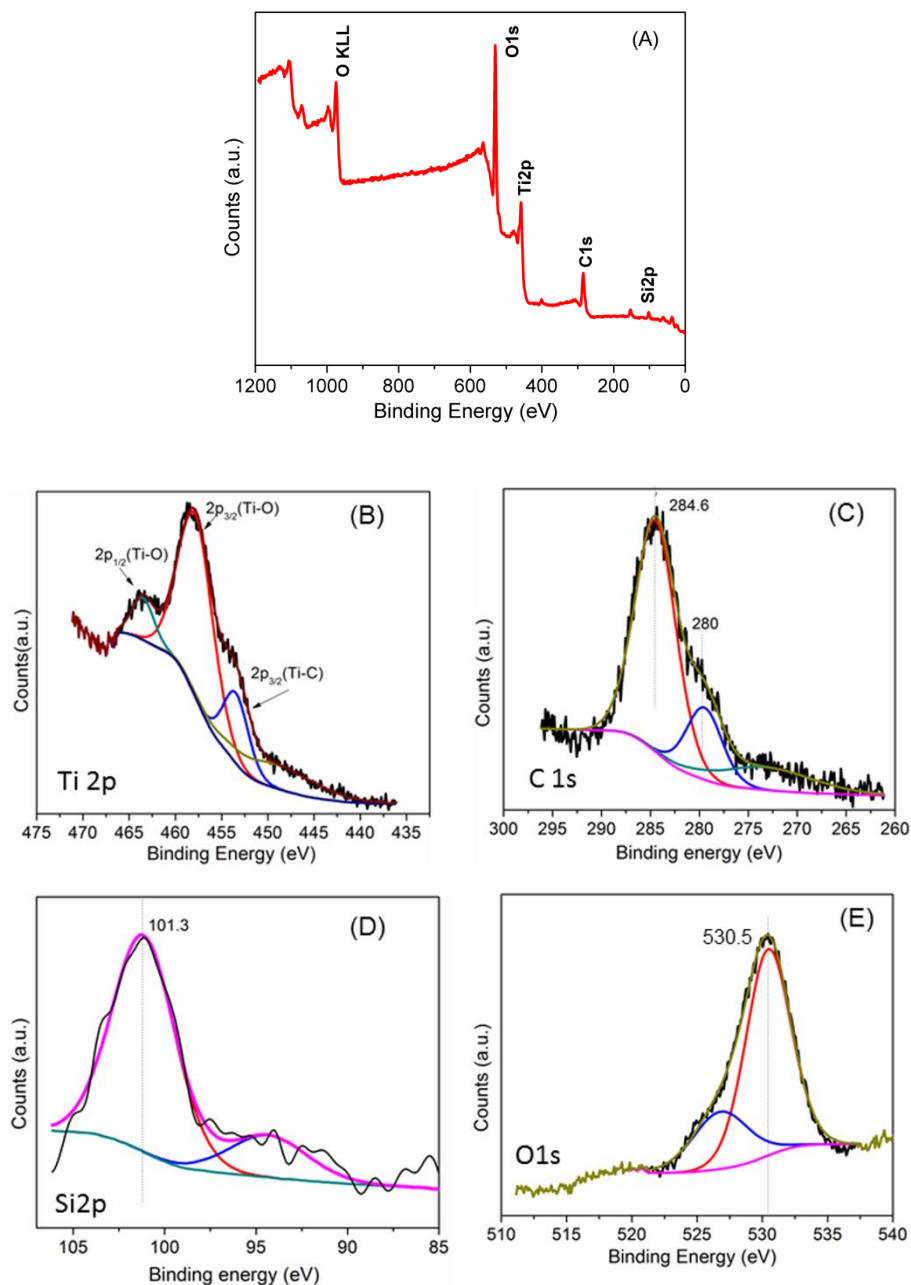 (A)
O KLL
O1s
Ti2p
C1s
Si2p
Counts (a.u.)
1200 1000 800 600 400 200 0
Binding Energy (eV)
(B)
2p3/2(Ti-O)
2p1/2(Ti-O)
2p3/2(Ti-C)
Ti 2p
Counts(a.u.)
475 470 465 460 455 450 445 440 435
Binding Energy (eV)
(C)
284.6
280
C 1s
Counts (a.u.)
300 295 290 285 280 275 270 265 260
Binding energy (eV)
(D)
101.3
Si2p
Counts (a.u.)
105 100 95 90 85
Binding energy (eV)
(E)
530.5
O1s
Counts (a.u.)
510 515 520 525 530 535 540
Binding Energy (eV)